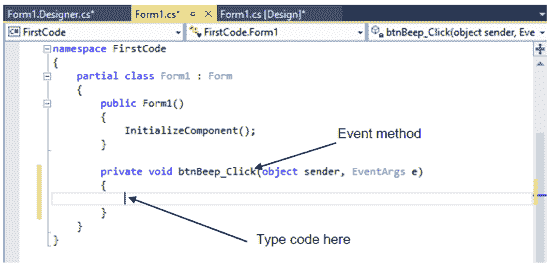 Form1.Designer.cs* Form1.cs* Form1.cs [Design]*
FirstCode FirstCode.Form1 btnBeep_Click(object sender, Eve
namespace FirstCode
{
partial class Form1 : Form
{
public Form1()
{
InitializeComponent();
}
Event method
private void btnBeep_Click(object sender, EventArgs e)
{
}
Type code here
}
}